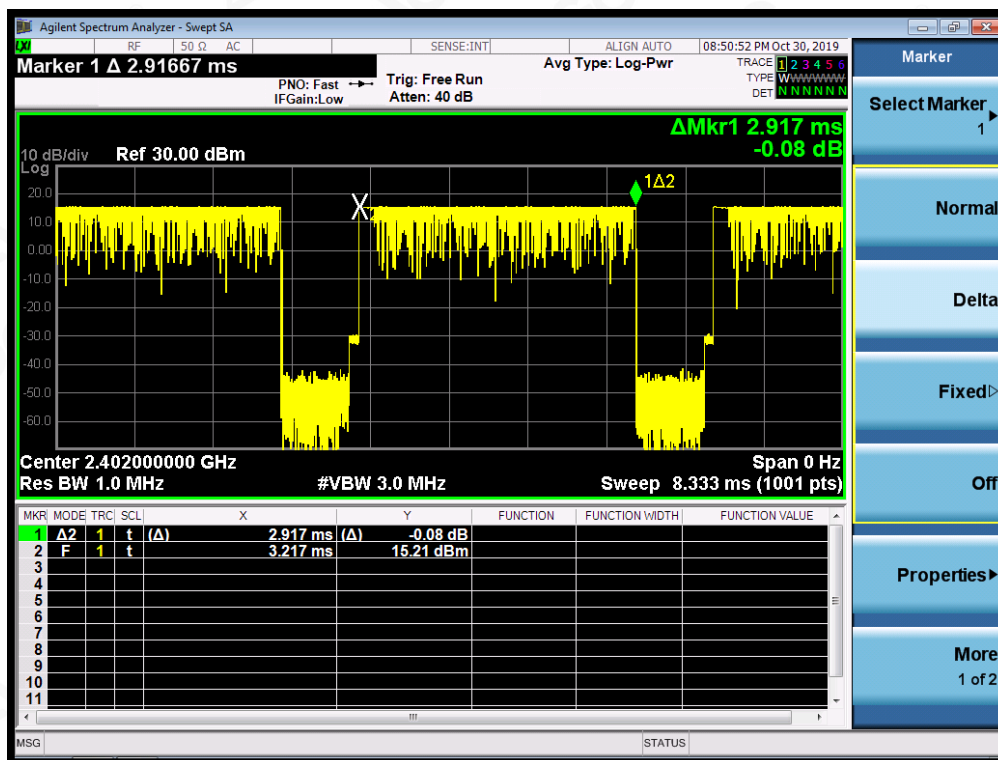 Agilent Spectrum Analyzer - Swept SA
LXI RF 50 Ω AC SENSE:INT ALIGN AUTO 08:50:52 PM Oct 30, 2019
Marker 1 Δ 2.91667 ms
PNO: Fast
IFGain:Low
Trig: Free Run
Atten: 40 dB
Avg Type: Log-Pwr
TRACE 1 2 3 4 5 6
TYPE WWWWWW
DET N N N N N N
ΔMkr1 2.917 ms
-0.08 dB
10 dB/div Ref 30.00 dBm
Log
20.0
10.0
0.00
-10.0
-20.0
-30.0
-40.0
-50.0
-60.0
X
1Δ2
Center 2.402000000 GHz Span 0 Hz
Res BW 1.0 MHz #VBW 3.0 MHz Sweep 8.333 ms (1001 pts)
MKR MODE TRC SCL X Y FUNCTION FUNCTION WIDTH FUNCTION VALUE
1 Δ2 1 t (Δ) 2.917 ms (Δ) -0.08 dB
2 F 1 t 3.217 ms 15.21 dBm
3
4
5
6
7
8
9
10
11
MSG STATUS
Marker
Select Marker
1
Normal
Delta
Fixed
Off
Properties
More
1 of 2